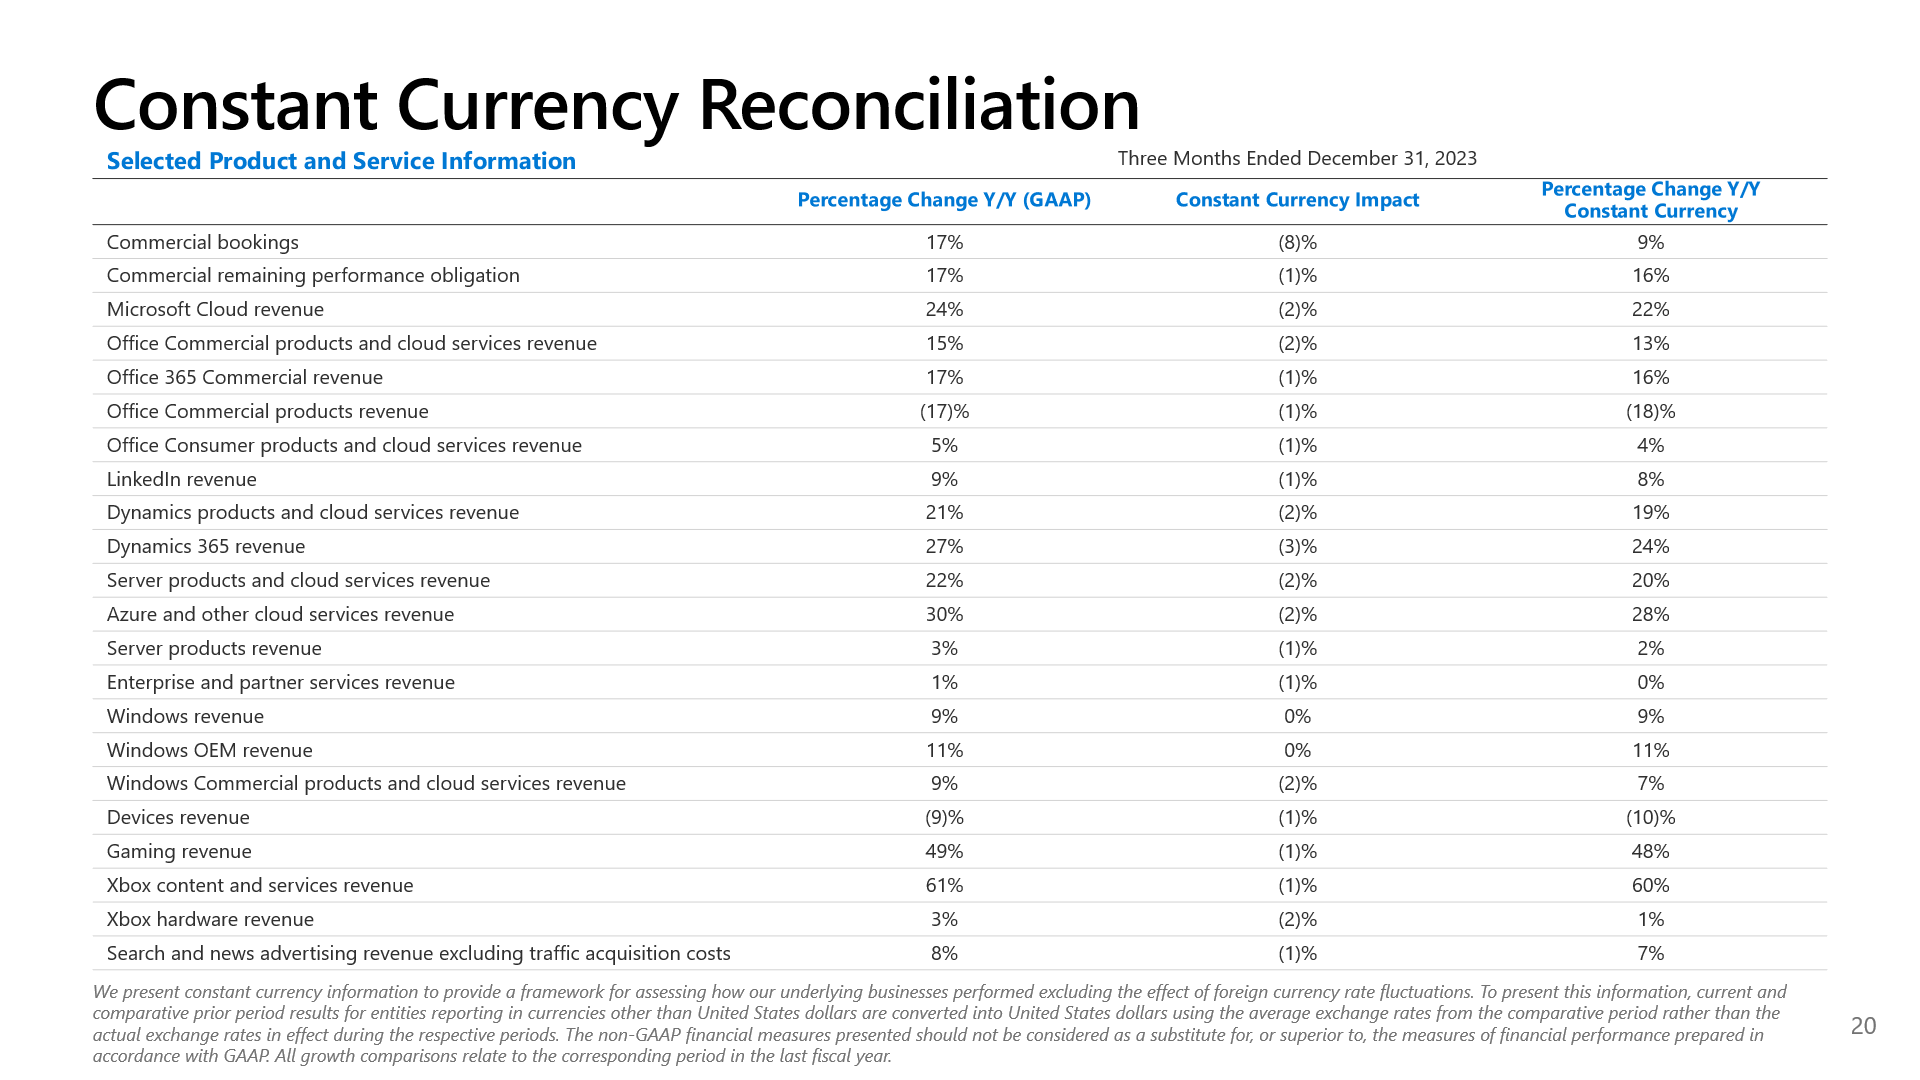 Constant Currency Reconciliation
Selected Product and Service Information Three Months Ended December 31, 2023
Percentage Change Y/Y (GAAP) Constant Currency Impact Percentage Change Y/Y
Constant Currency
Commercial bookings 17% (8)% 9%
Commercial remaining performance obligation 17% (1)% 16%
Microsoft Cloud revenue 24% (2)% 22%
Office Commercial products and cloud services revenue 15% (2)% 13%
Office 365 Commercial revenue 17% (1)% 16%
Office Commercial products revenue (17)% (1)% (18)%
Office Consumer products and cloud services revenue 5% (1)% 4%
LinkedIn revenue 9% (1)% 8%
Dynamics products and cloud services revenue 21% (2)% 19%
Dynamics 365 revenue 27% (3)% 24%
Server products and cloud services revenue 22% (2)% 20%
Azure and other cloud services revenue 30% (2)% 28%
Server products revenue 3% (1)% 2%
Enterprise and partner services revenue 1% (1)% 0%
Windows revenue 9% 0% 9%
Windows OEM revenue 11% 0% 11%
Windows Commercial products and cloud services revenue 9% (2)% 7%
Devices revenue (9)% (1)% (10)%
Gaming revenue 49% (1)% 48%
Xbox content and services revenue 61% (1)% 60%
Xbox hardware revenue 3% (2)% 1%
Search and news advertising revenue excluding traffic acquisition costs 8% (1)% 7%
We present constant currency information to provide a framework for assessing how our underlying businesses performed excluding the effect of foreign currency rate fluctuations. To present this information, current and
comparative prior period results for entities reporting in currencies other than United States dollars are converted into United States dollars using the average exchange rates from the comparative period rather than the
actual exchange rates in effect during the respective periods. The non-GAAP financial measures presented should not be considered as a substitute for, or superior to, the measures of financial performance prepared in
accordance with GAAP. All growth comparisons relate to the corresponding period in the last fiscal year.
20